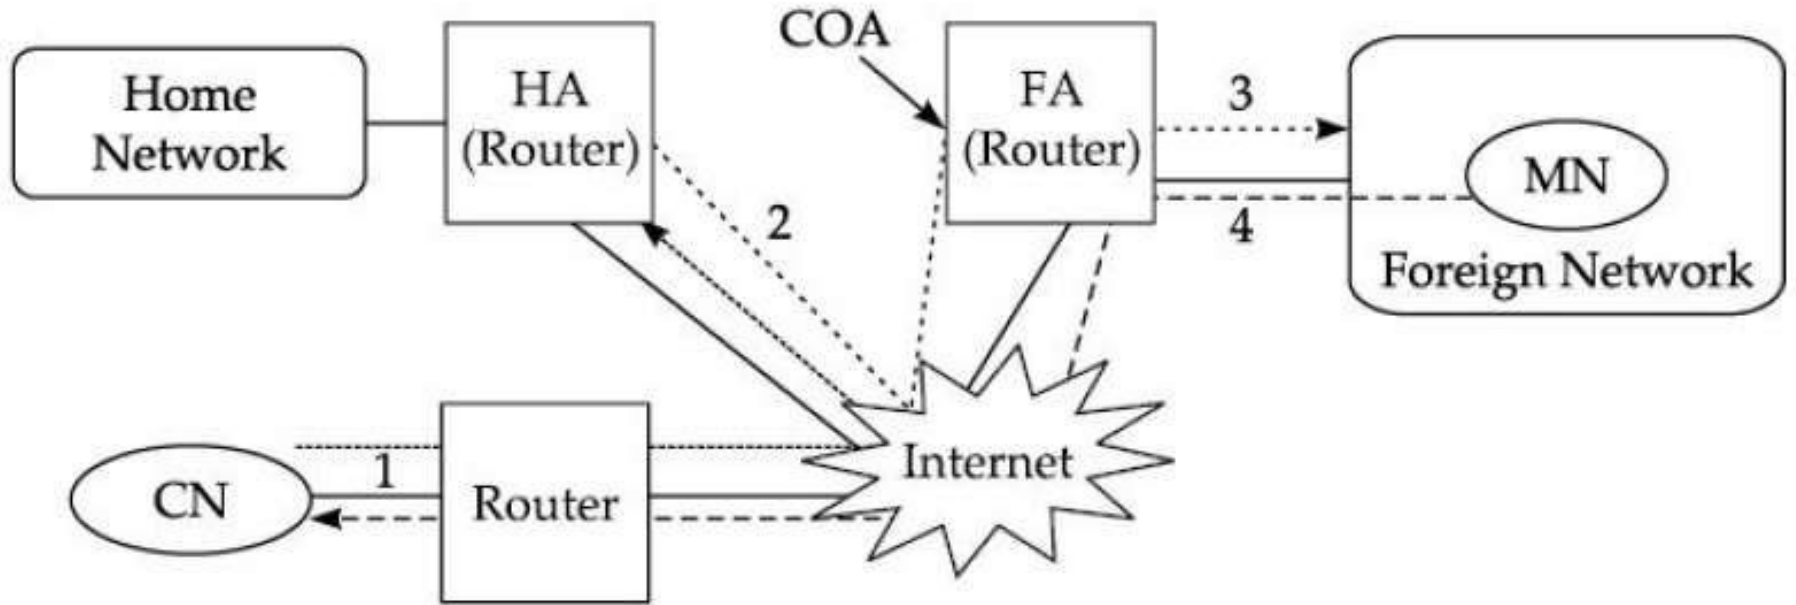 COA
Home
Network
HA
(Router)
FA
(Router)
3
MN
2
4
Foreign Network
Internet
1
CN
Router